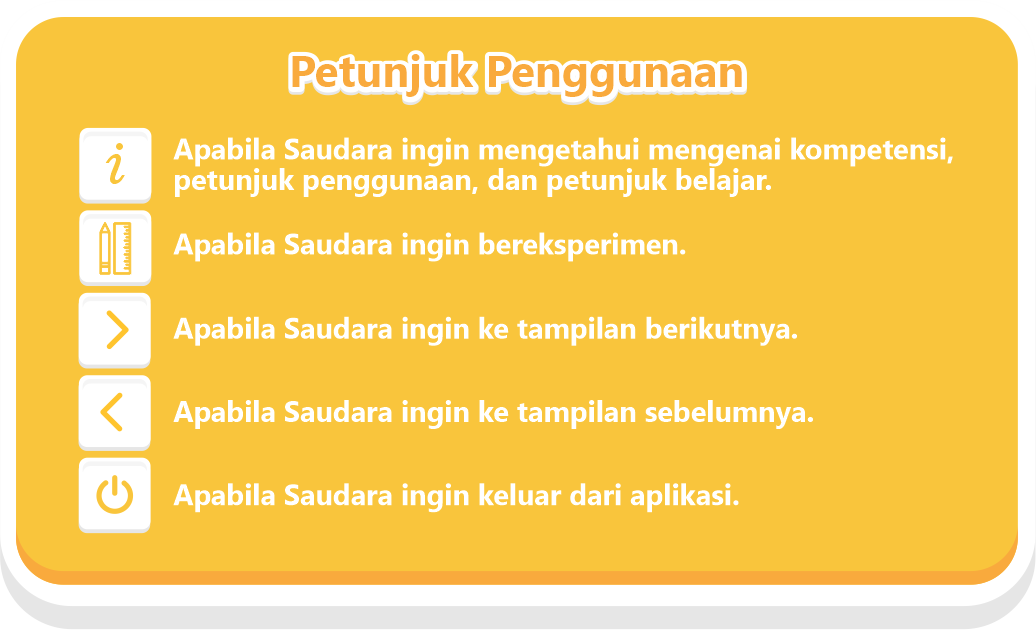 Petunjuk Penggunaan
i
Apabila Saudara ingin mengetahui mengenai kompetensi,
petunjuk penggunaan, dan petunjuk belajar.
Apabila Saudara ingin bereksperimen.
Apabila Saudara ingin ke tampilan berikutnya.
Apabila Saudara ingin ke tampilan sebelumnya.
Apabila Saudara ingin keluar dari aplikasi.